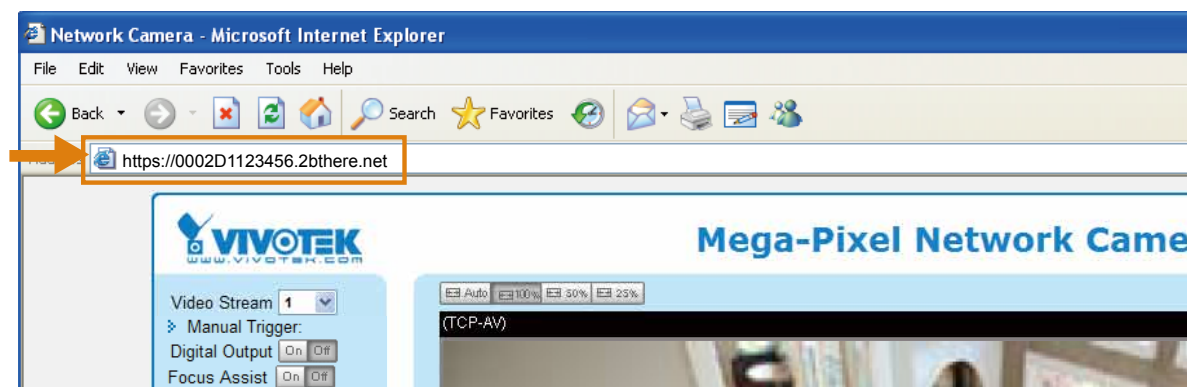 Network Camera - Microsoft Internet Explorer
File Edit View Favorites Tools Help
Back Search Favorites
https://0002D1123456.2bthere.net
VIVOTEK
www.vivotek.com
Mega-Pixel Network Came
Auto 100% 50% 25%
Video Stream 1
(TCP-AV)
Manual Trigger:
Digital Output On Off
Focus Assist On Off